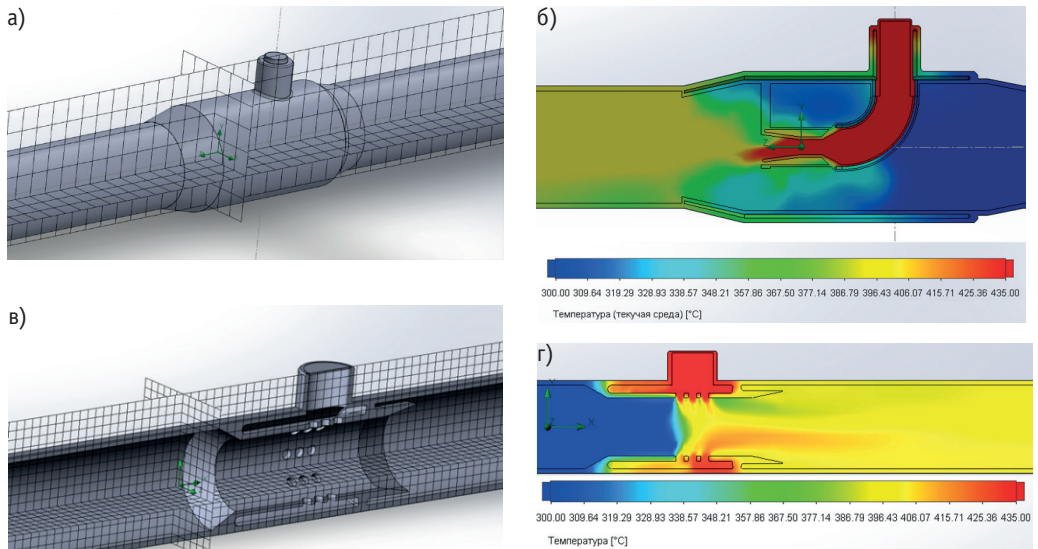 а)
б)
Y
Z
300.00 309.64 319.29 328.93 338.57 348.21 357.86 367.50 377.14 386.79 396.43 406.07 415.71 425.36 435.00
Температура (текучая среда) [°C]
в)
г)
Y
Z
X
300.00 309.64 319.29 328.93 338.57 348.21 357.86 367.50 377.14 386.79 396.43 406.07 415.71 425.36 435.00
Температура [°C]